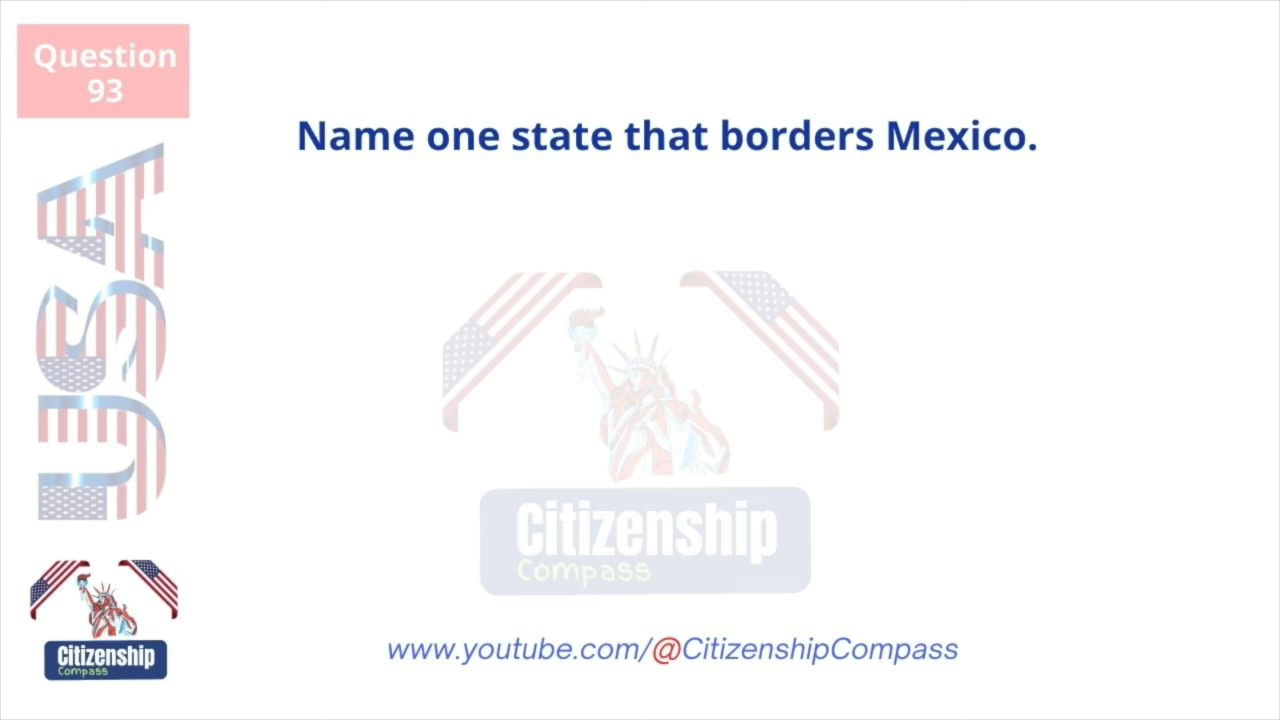 Question
93
Name one state that borders Mexico.
USA
Citizenship
Compass
Citizenship
Compass
www.youtube.com/@CitizenshipCompass